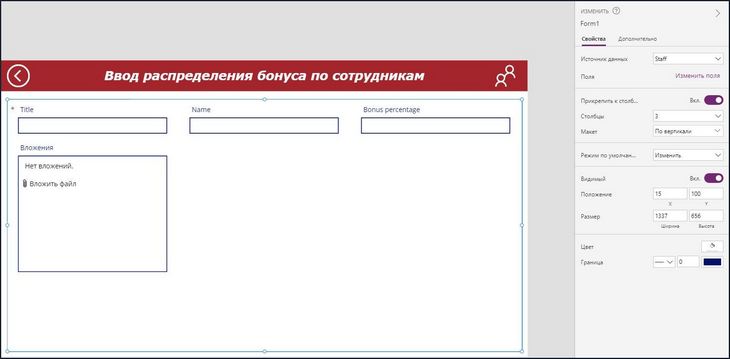 ИЗМЕНИТЬ ?
Form1
Свойства Дополнительно
Источник данных Staff
Поля Изменить поля
Прикрепить к столб... Вкл.
Столбцы 3
Макет По вертикали
Режим по умолчан... Изменить
Видимый Вкл.
Положение 15 100
X Y
Размер 1337 656
Ширина Высота
Цвет
Граница 0
Ввод распределения бонуса по сотрудникам
* Title Name Bonus percentage
Вложения
Нет вложений.
Вложить файл